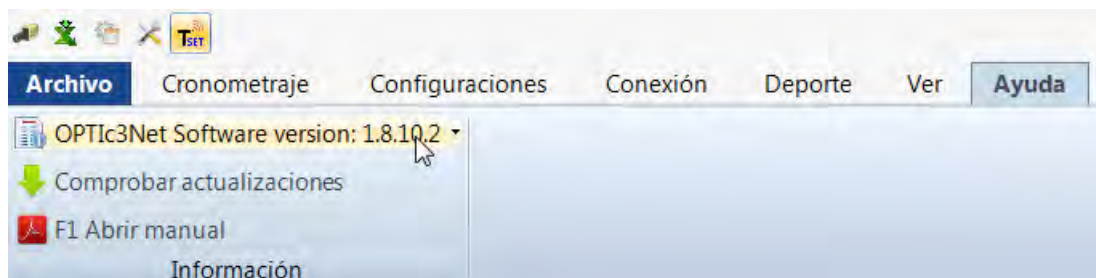 TSET
Archivo Cronometraje Configuraciones Conexión Deporte Ver Ayuda
OPTIc3Net Software version: 1.8.10.2
Comprobar actualizaciones
F1 Abrir manual
Información